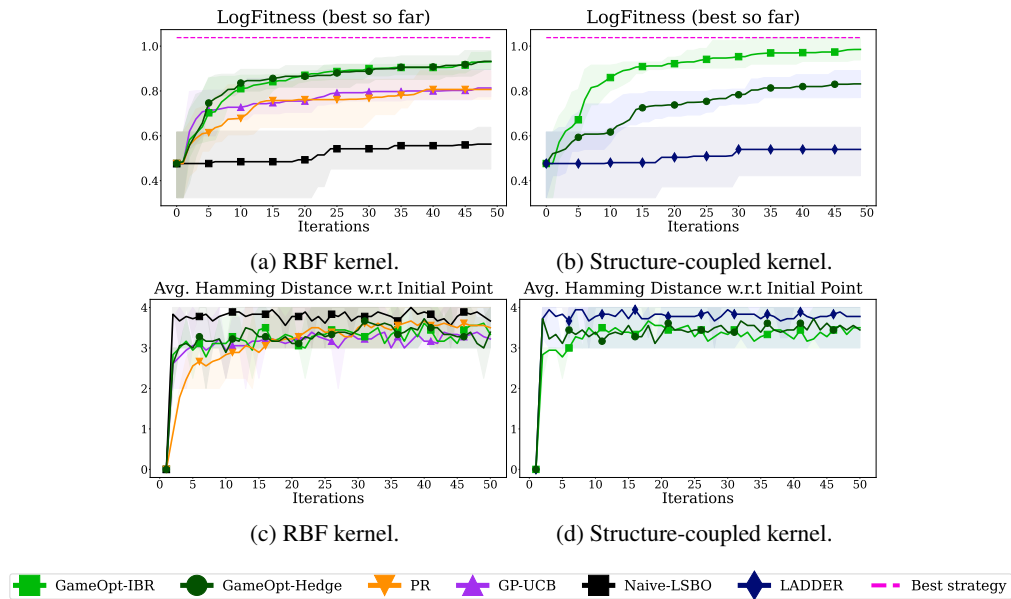 LogFitness (best so far)
1.0
0.8
0.6
0.4
0 5 10 15 20 25 30 35 40 45 50
Iterations
(a) RBF kernel.
LogFitness (best so far)
1.0
0.8
0.6
0.4
0 5 10 15 20 25 30 35 40 45 50
Iterations
(b) Structure-coupled kernel.
Avg. Hamming Distance w.r.t Initial Point
4
3
2
1
0
0 5 10 15 20 25 30 35 40 45 50
Iterations
(c) RBF kernel.
Avg. Hamming Distance w.r.t Initial Point
4
3
2
1
0
0 5 10 15 20 25 30 35 40 45 50
Iterations
(d) Structure-coupled kernel.
GameOpt-IBR GameOpt-Hedge PR GP-UCB Naive-LSBO LADDER Best strategy